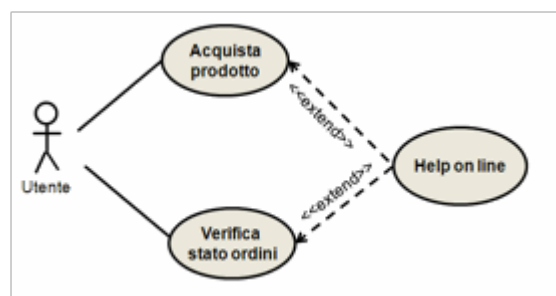 Acquista
prodotto
<<extend>>
Utente
Help on line
<<extend>>
Verifica
stato ordini